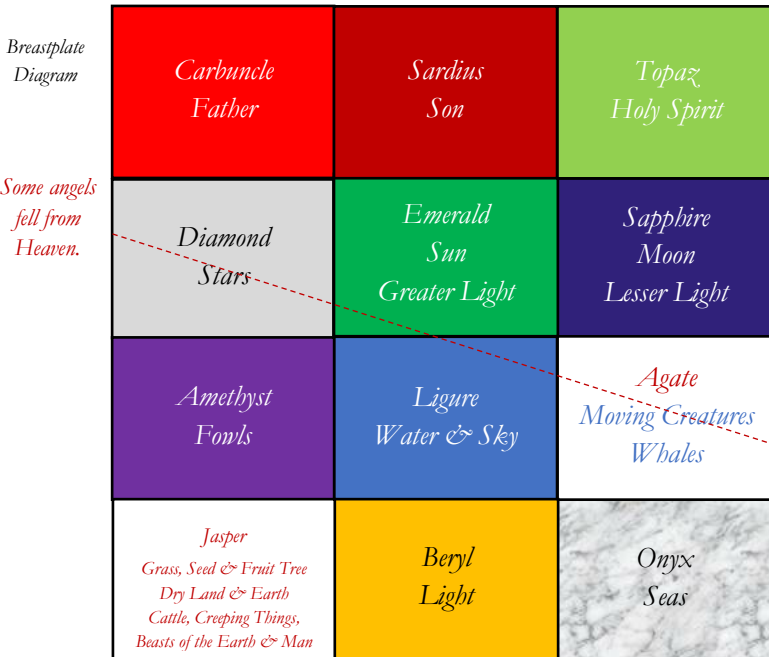 Breastplate
Diagram
Carbuncle
Father
Sardius
Son
Topaz
Holy Spirit
Some angels
fell from
Heaven.
Diamond
Stars
Emerald
Sun
Greater Light
Sapphire
Moon
Lesser Light
Amethyst
Fowls
Ligure
Water & Sky
Agate
Moving Creatures
Whales
Jasper
Grass, Seed & Fruit Tree
Dry Land & Earth
Cattle, Creeping Things,
Beasts of the Earth & Man
Beryl
Light
Onyx
Seas